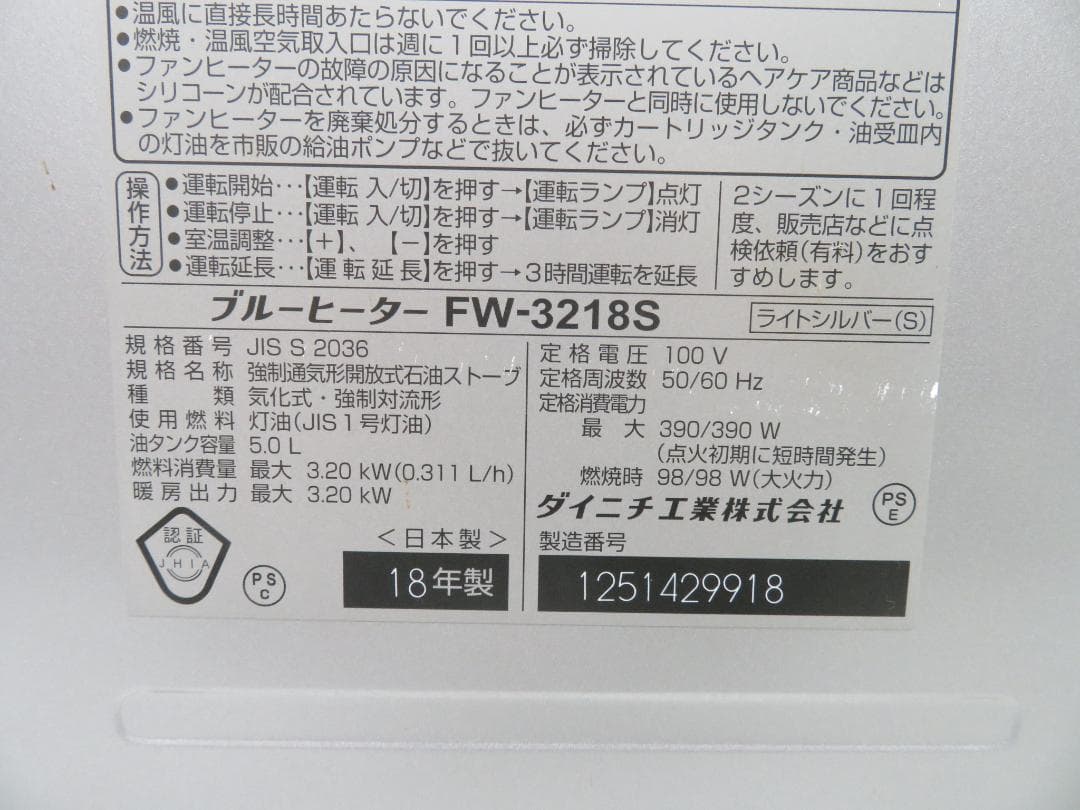 ●温風に直接長時間あたらないでください。
●燃焼・温風空気取入口は週に1回以上必ず掃除してください。
●ファンヒーターの故障の原因になることが表示されているヘアケア商品などは
シリコーンが配合されています。ファンヒーターと同時に使用しないでください。
●ファンヒーターを廃棄処分するときは、必ずカートリッジタンク・油受皿内
の灯油を市販の給油ポンプなどで抜いてください。
操作方法
●運転開始…【運転 入/切】を押す→【運転ランプ】点灯
●運転停止…【運転 入/切】を押す→【運転ランプ】消灯
●室温調整…【＋】、【－】を押す
●運転延長…【運転延長】を押す→3時間運転を延長
2シーズンに1回程
度、販売店などに点
検依頼(有料)をおす
すめします。
ブルーヒーター FW-3218S
ライトシルバー(S)
規格番号 JIS S 2036
規格名称 強制通気形開放式石油ストーブ
種類 気化式・強制対流形
使用燃料 灯油(JIS1号灯油)
油タンク容量 5.0 L
燃料消費量 最大 3.20 kW(0.311 L/h)
暖房出力 最大 3.20 kW
認証
JHIA
PS
C
<日本製>
18年製
定格電圧 100 V
定格周波数 50/60 Hz
定格消費電力
最大 390/390 W
(点火初期に短時間発生)
燃焼時 98/98 W(大火力)
ダイニチ工業株式会社
PS
E
製造番号
1251429918